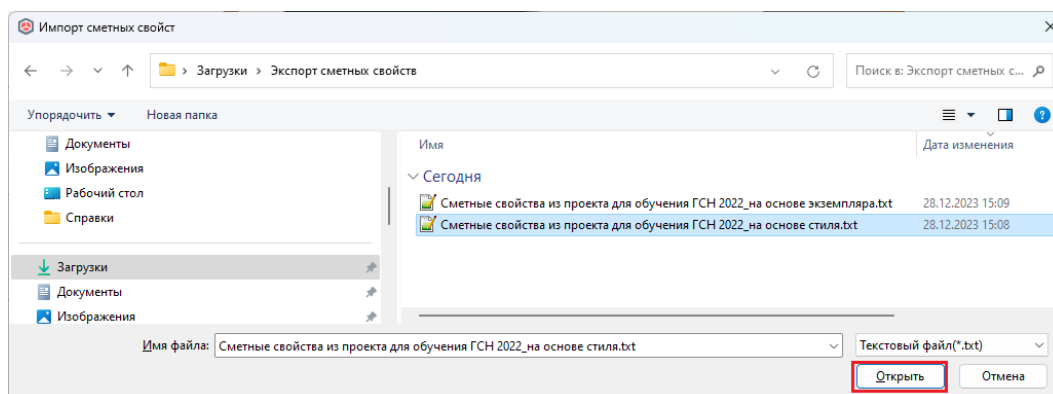 Импорт сметных свойст
Загрузки > Экспорт сметных свойств
Поиск в: Экспорт сметных с...
Упорядочить Новая папка
Документы
Изображения
Рабочий стол
Справки
Загрузки
Документы
Изображения
Имя Дата изменения
Сегодня
Сметные свойства из проекта для обучения ГСН 2022_на основе экземпляра.txt 28.12.2023 15:09
Сметные свойства из проекта для обучения ГСН 2022_на основе стиля.txt 28.12.2023 15:08
Имя файла: Сметные свойства из проекта для обучения ГСН 2022_на основе стиля.txt Текстовый файл(*.txt)
Открыть Отмена